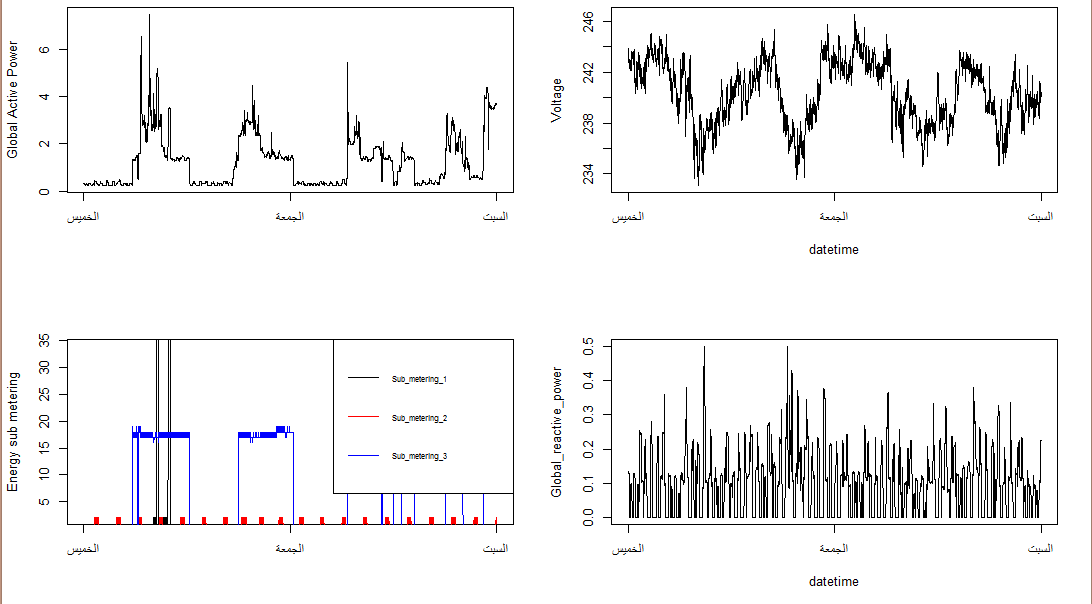 Global Active Power
0
2
4
6
الخميس
الجمعة
السبت
Voltage
234
238
242
246
الخميس
الجمعة
السبت
datetime
Energy sub metering
5
10
15
20
25
30
35
Sub_metering_1
Sub_metering_2
Sub_metering_3
الخميس
الجمعة
السبت
Global_reactive_power
0.0
0.1
0.2
0.3
0.4
0.5
الخميس
الجمعة
السبت
datetime